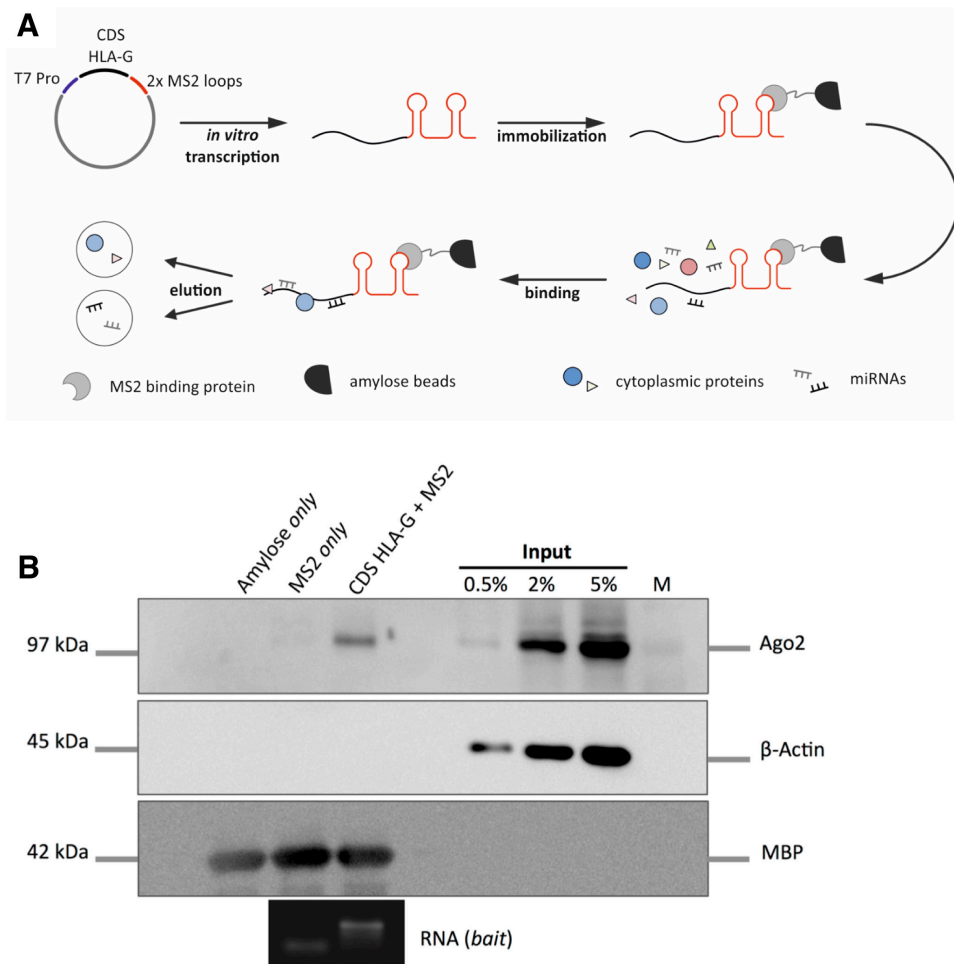 A
CDS
HLA-G
T7 Pro
2x MS2 loops
in vitro
transcription
immobilization
elution
binding
MS2 binding protein
amylose beads
cytoplasmic proteins
miRNAs
B
Amylose only
MS2 only
CDS HLA-G + MS2
Input
0.5% 2% 5% M
97 kDa
Ago2
45 kDa
β-Actin
42 kDa
MBP
RNA (bait)